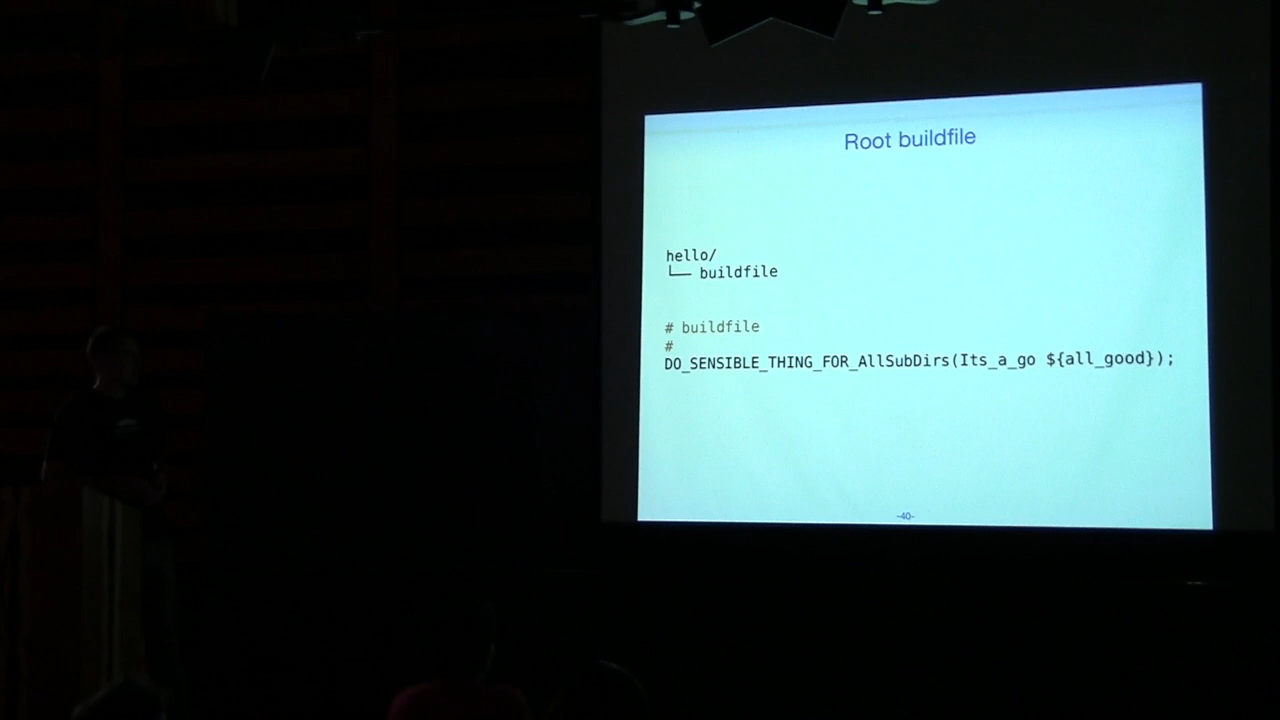 Root buildfile
hello/
└── buildfile
# buildfile
#
DO_SENSIBLE_THING_FOR_AllSubDirs(Its_a_go ${all_good});
-40-